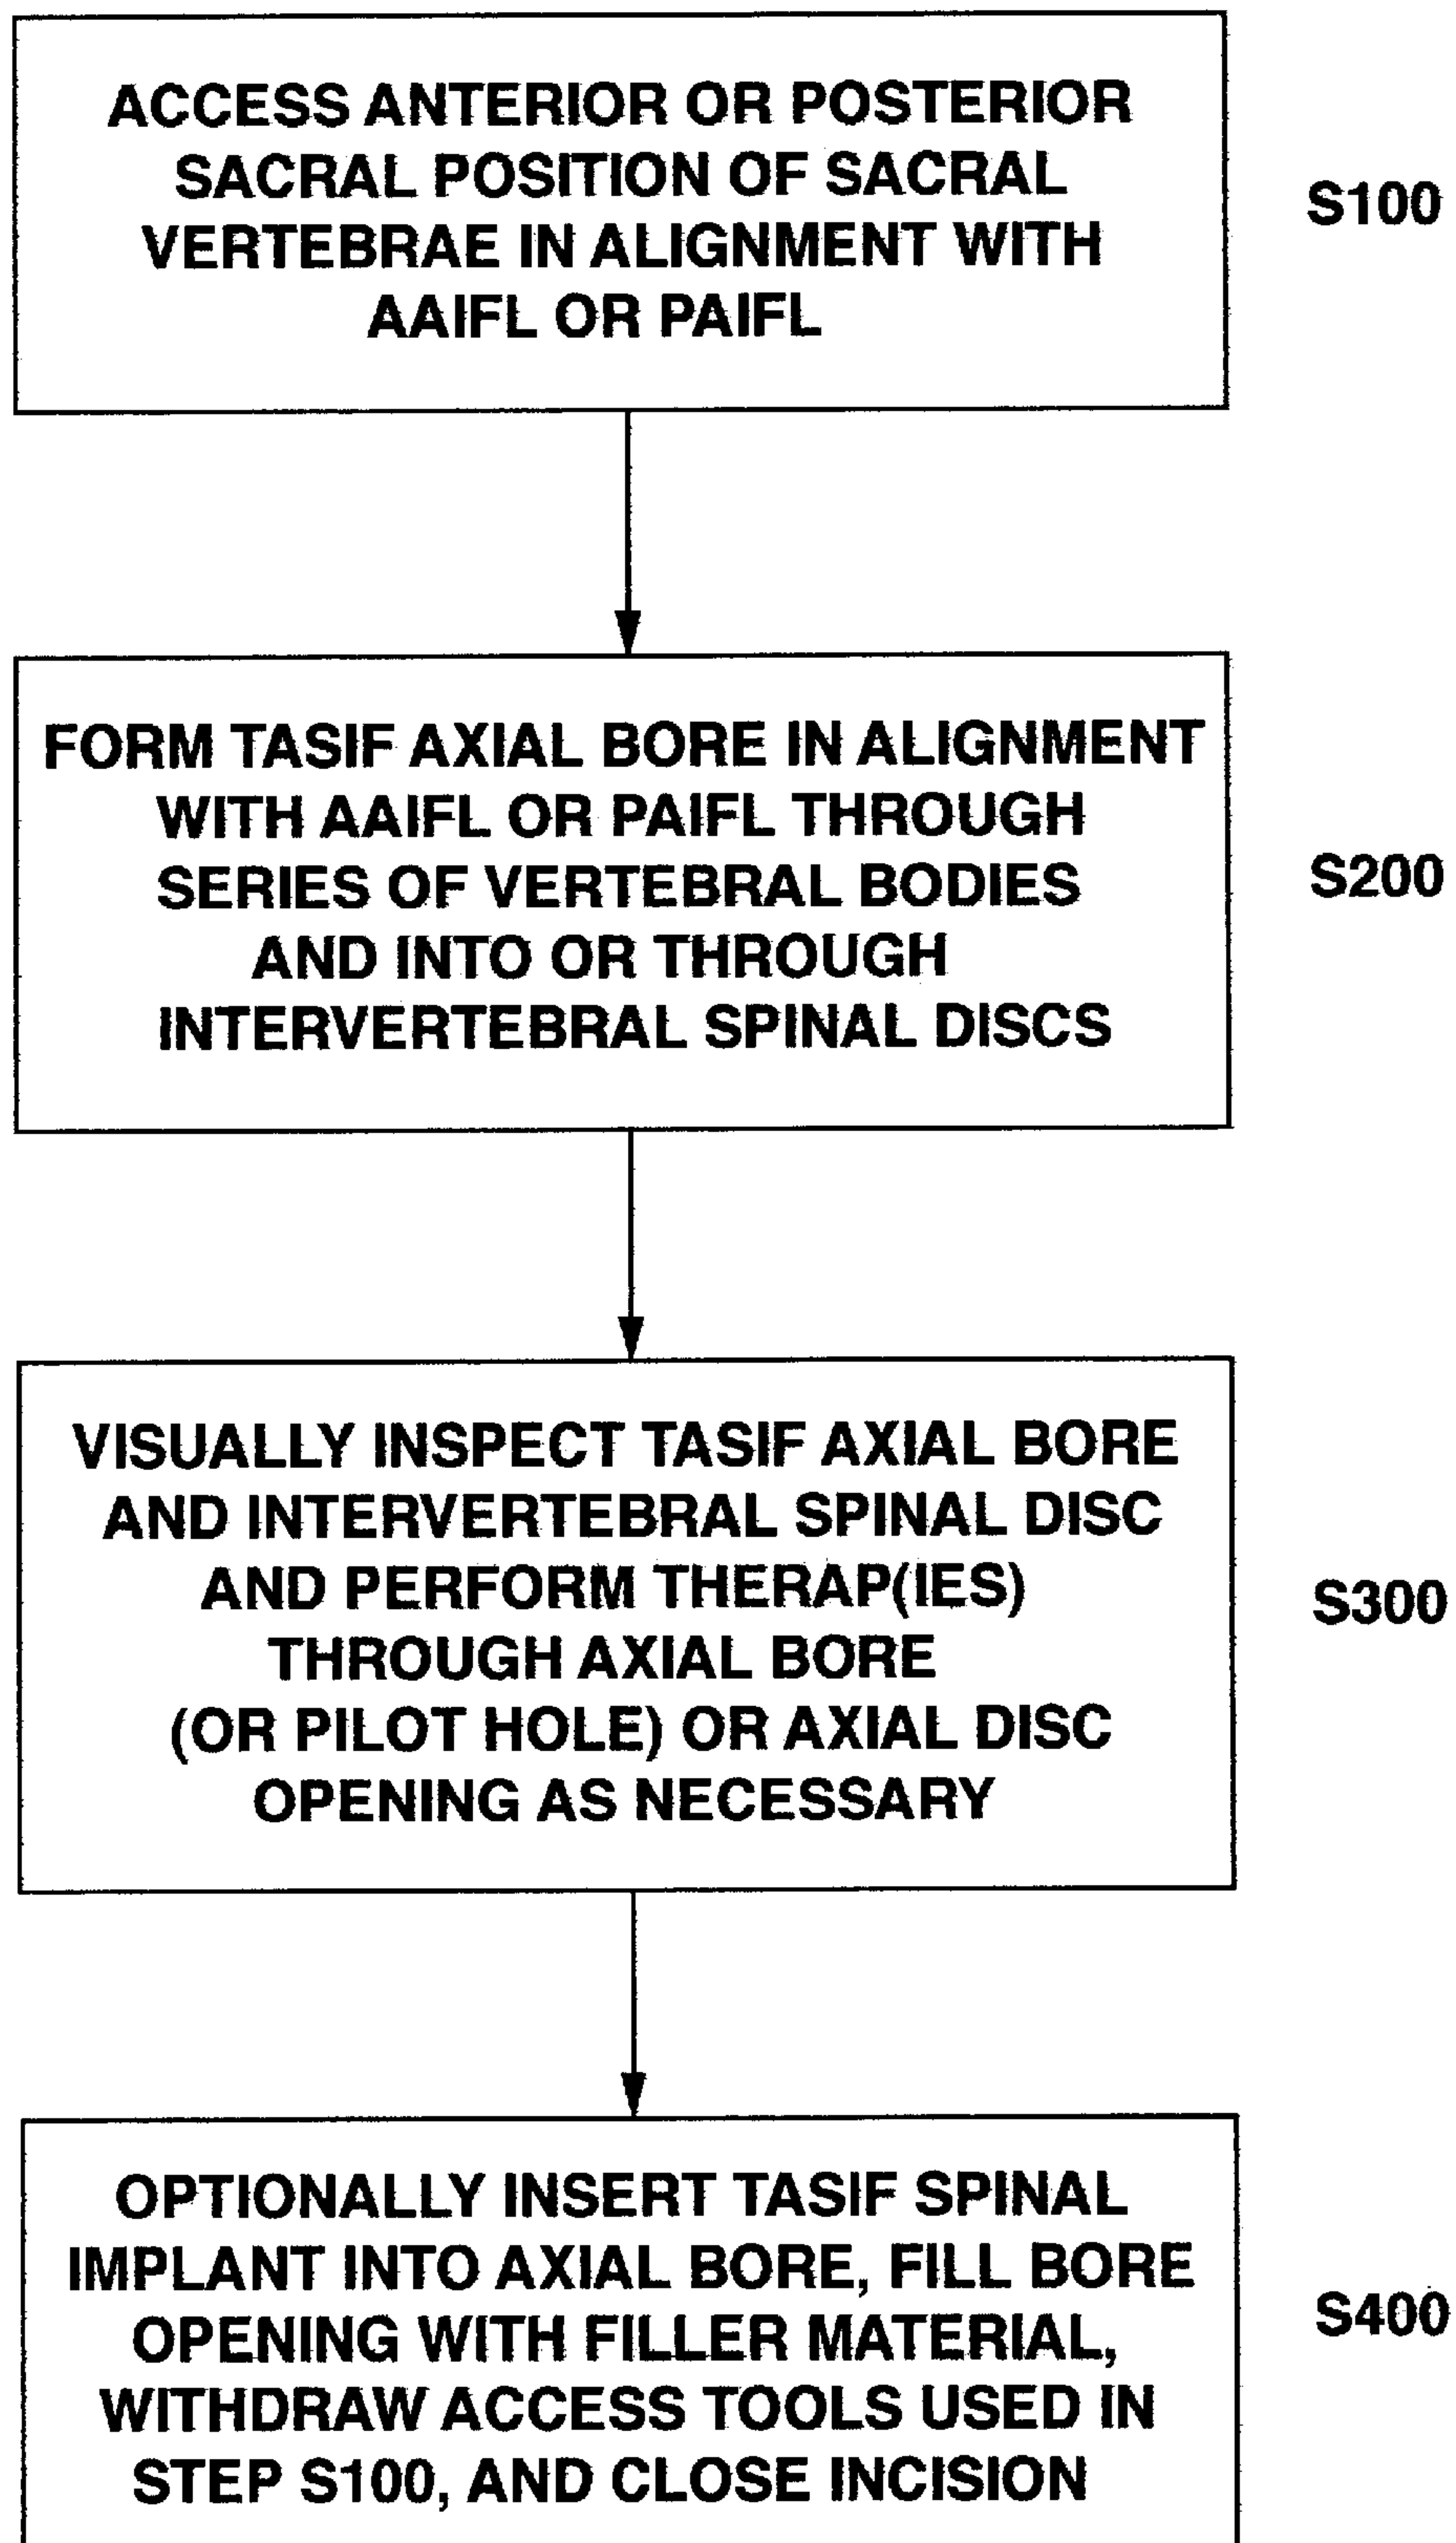 ACCESS ANTERIOR OR POSTERIOR
SACRAL POSITION OF SACRAL
VERTEBRAE IN ALIGNMENT WITH
AAIFL OR PAIFL
S100
FORM TASIF AXIAL BORE IN ALIGNMENT
WITH AAIFL OR PAIFL THROUGH
SERIES OF VERTEBRAL BODIES
AND INTO OR THROUGH
INTERVERTEBRAL SPINAL DISCS
S200
VISUALLY INSPECT TASIF AXIAL BORE
AND INTERVERTEBRAL SPINAL DISC
AND PERFORM THERAP(IES)
THROUGH AXIAL BORE
(OR PILOT HOLE) OR AXIAL DISC
OPENING AS NECESSARY
S300
OPTIONALLY INSERT TASIF SPINAL
IMPLANT INTO AXIAL BORE, FILL BORE
OPENING WITH FILLER MATERIAL,
WITHDRAW ACCESS TOOLS USED IN
STEP S100, AND CLOSE INCISION
S400